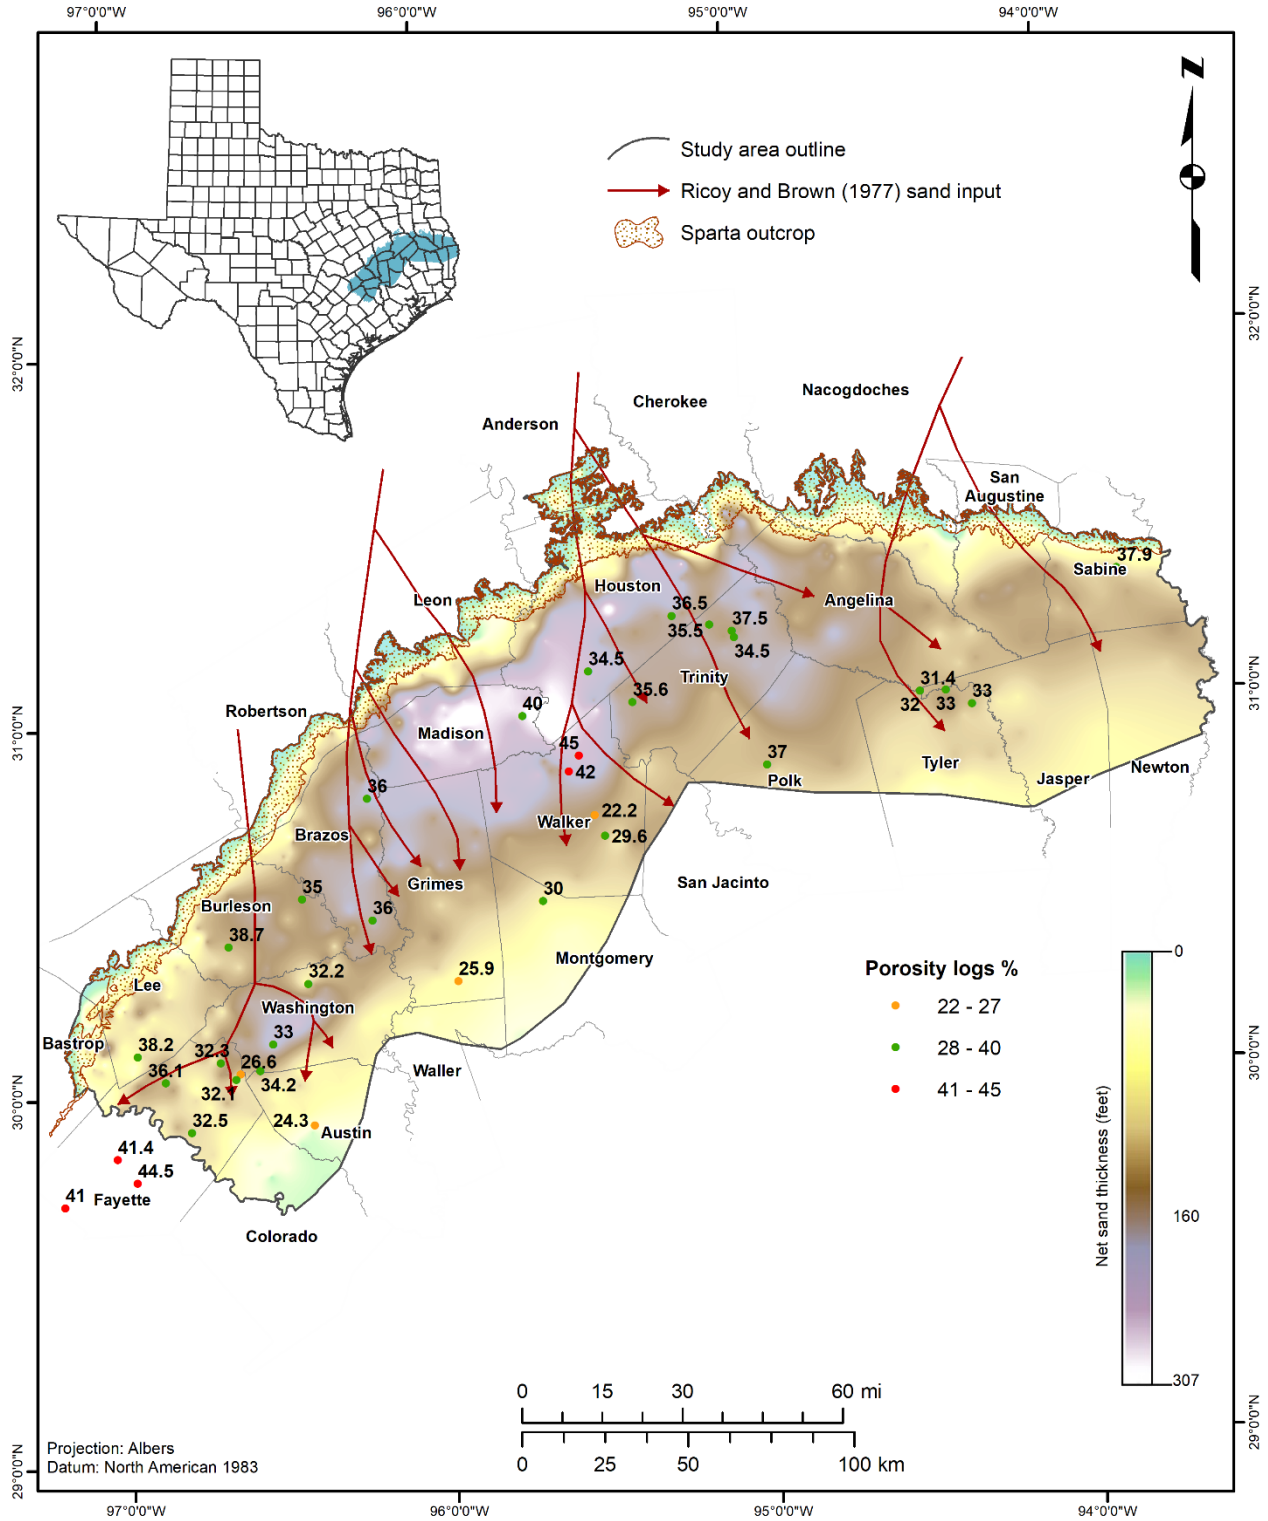 97°0'0"W
96°0'0"W
95°0'0"W
94°0'0"W
N
Study area outline
Ricoy and Brown (1977) sand input
Sparta outcrop
32°0'0"N
32°0'0"N
Nacogdoches
Cherokee
Anderson
San
Augustine
37.9
Sabine
Houston
Leon
Angelina
36.5
37.5
35.5
34.5
34.5
Trinity
31.4
33
35.6
32
33
31°0'0"N
31°0'0"N
Robertson
40
Madison
45
42
37
Polk
Tyler
Jasper
Newton
36
22.2
Walker
Brazos
29.6
35
Grimes
San Jacinto
30
Burleson
36
38.7
Montgomery
32.2
25.9
Porosity logs %
22 - 27
28 - 40
41 - 45
Lee
Washington
33
Bastrop
38.2
32.3
26.6
36.1
34.2
32.1
Waller
30°0'0"N
30°0'0"N
32.5
24.3
Austin
41.4
44.5
41
Fayette
Colorado
Net sand thickness (feet)
0
160
307
0
15
30
60 mi
0
25
50
100 km
Projection: Albers
Datum: North American 1983
29°0'0"N
29°0'0"N
97°0'0"W
96°0'0"W
95°0'0"W
94°0'0"W